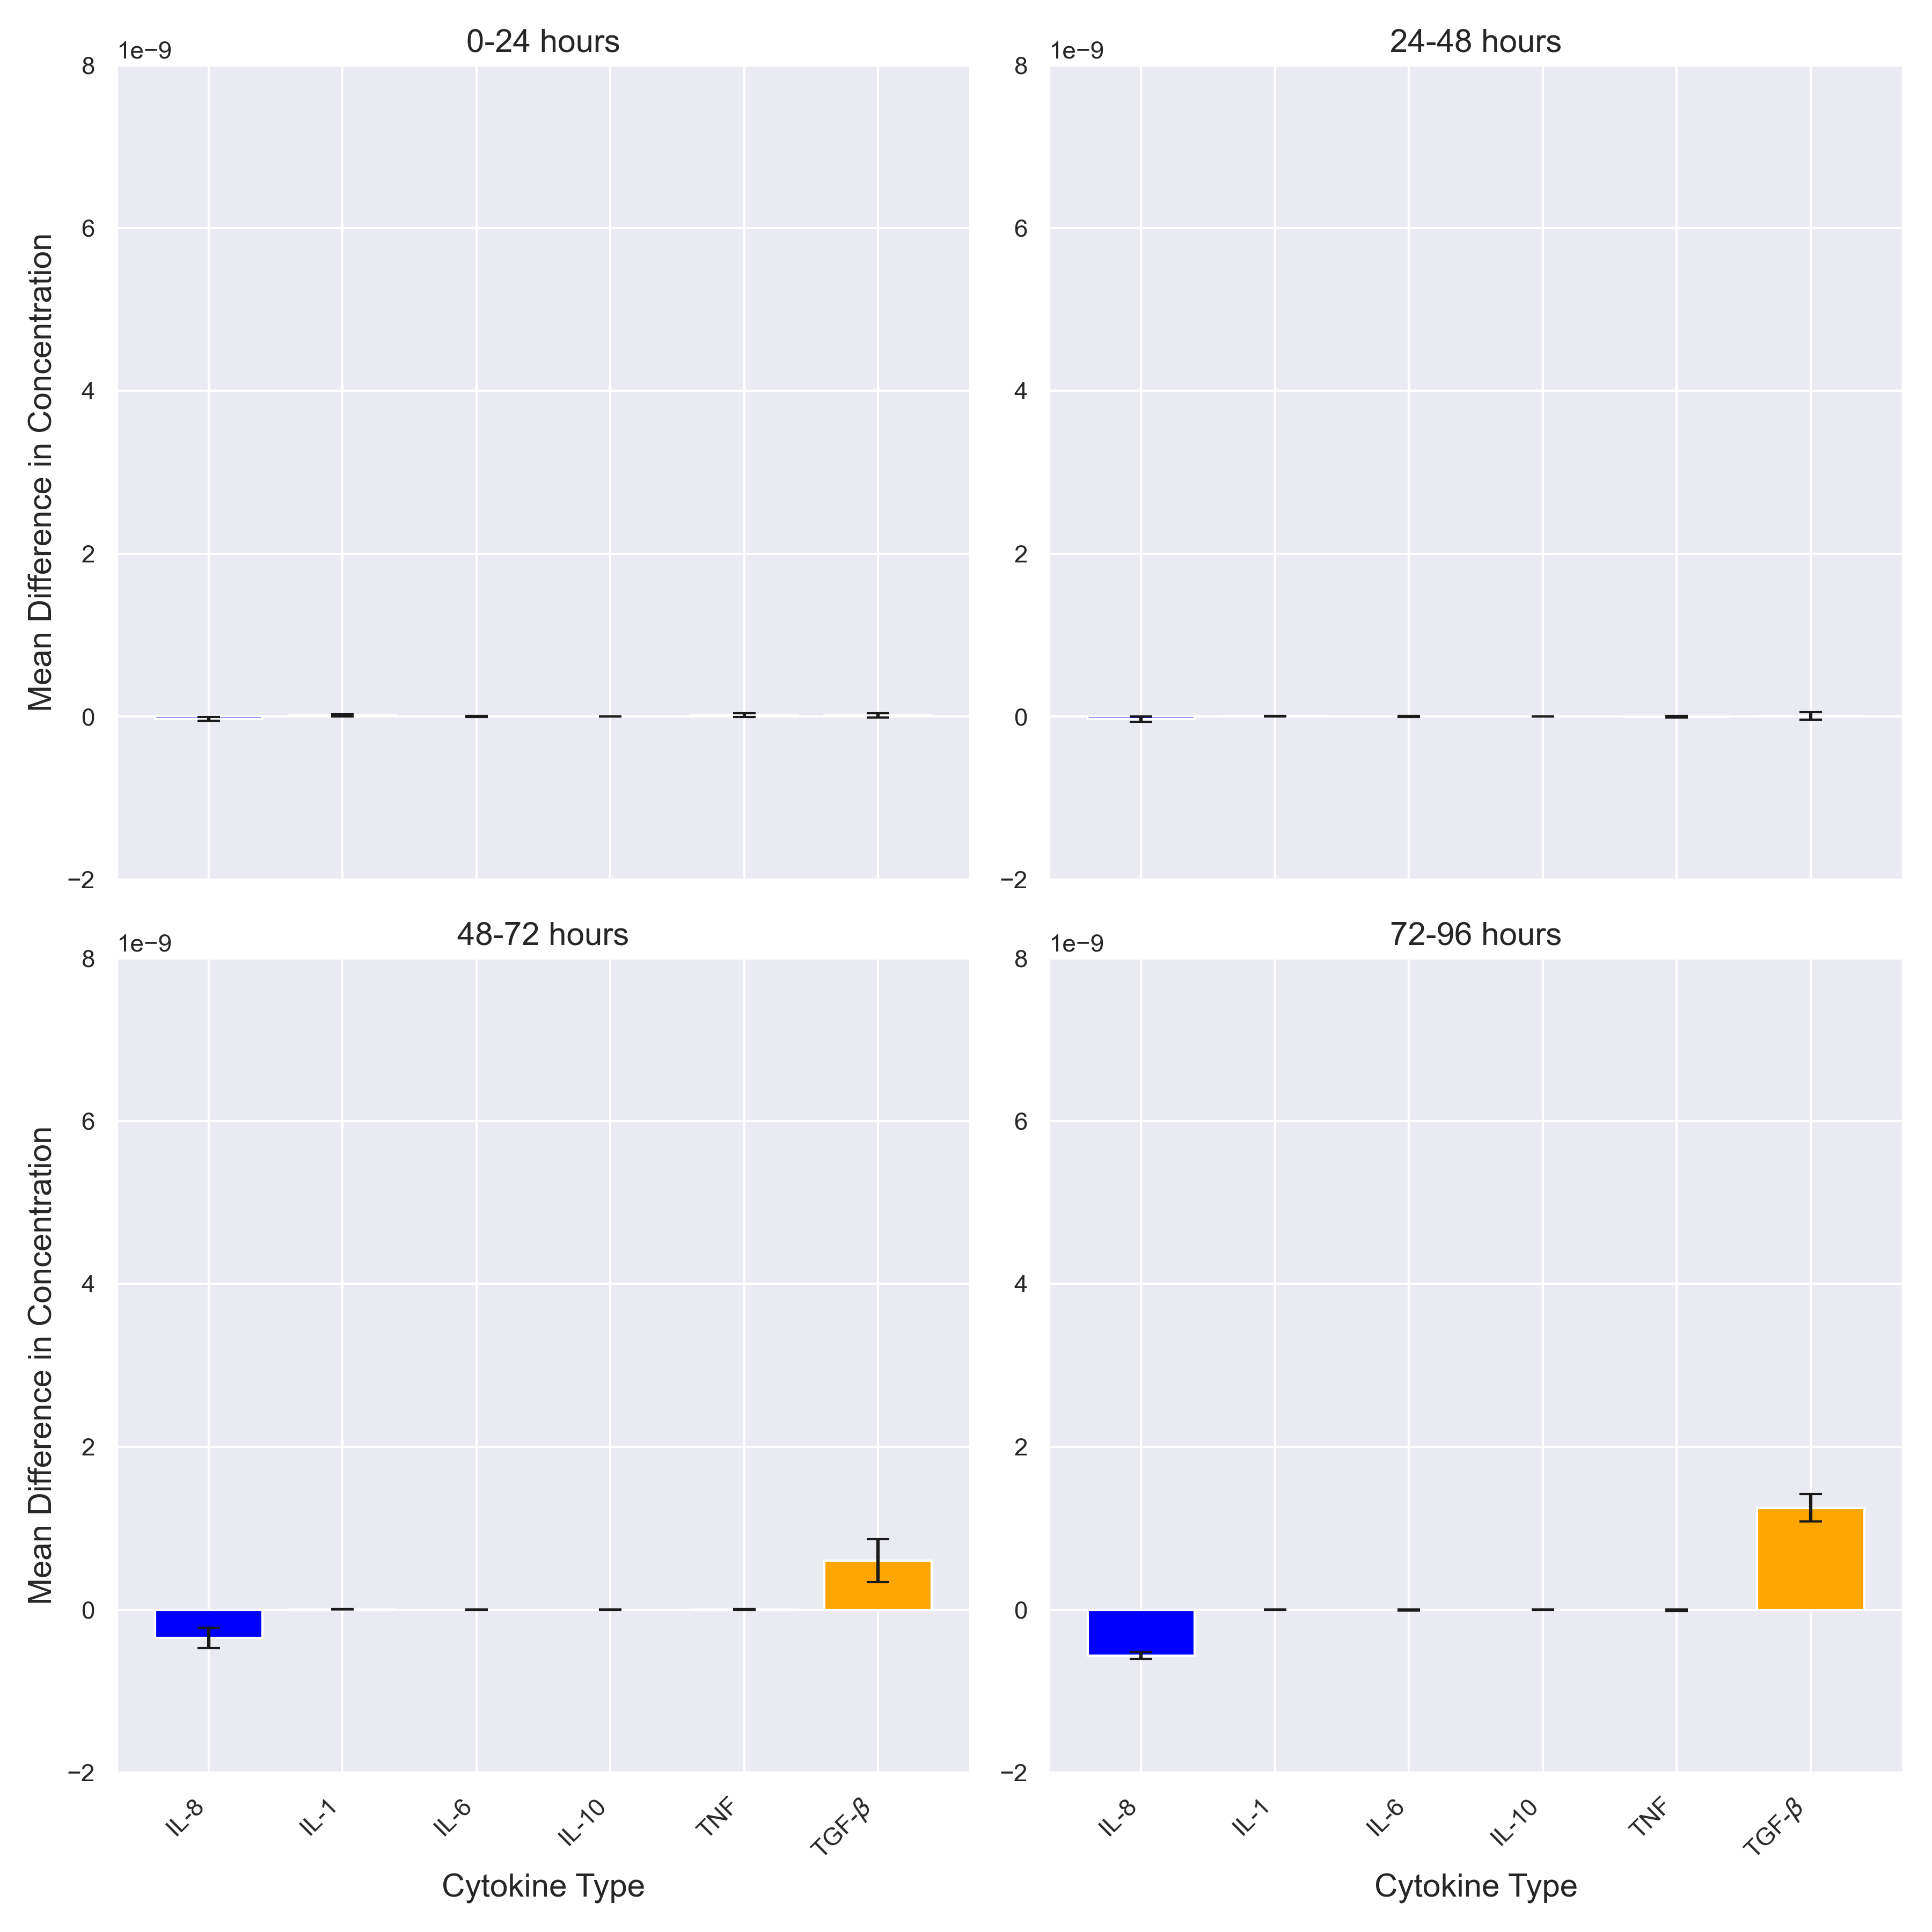 0-24 hours
1e−9
8
6
4
2
0
−2
Mean Difference in Concentration
24-48 hours
1e−9
8
6
4
2
0
−2
48-72 hours
1e−9
8
6
4
2
0
−2
Mean Difference in Concentration
IL-8
IL-1
IL-6
IL-10
TNF
TGF-β
Cytokine Type
72-96 hours
1e−9
8
6
4
2
0
−2
IL-8
IL-1
IL-6
IL-10
TNF
TGF-β
Cytokine Type